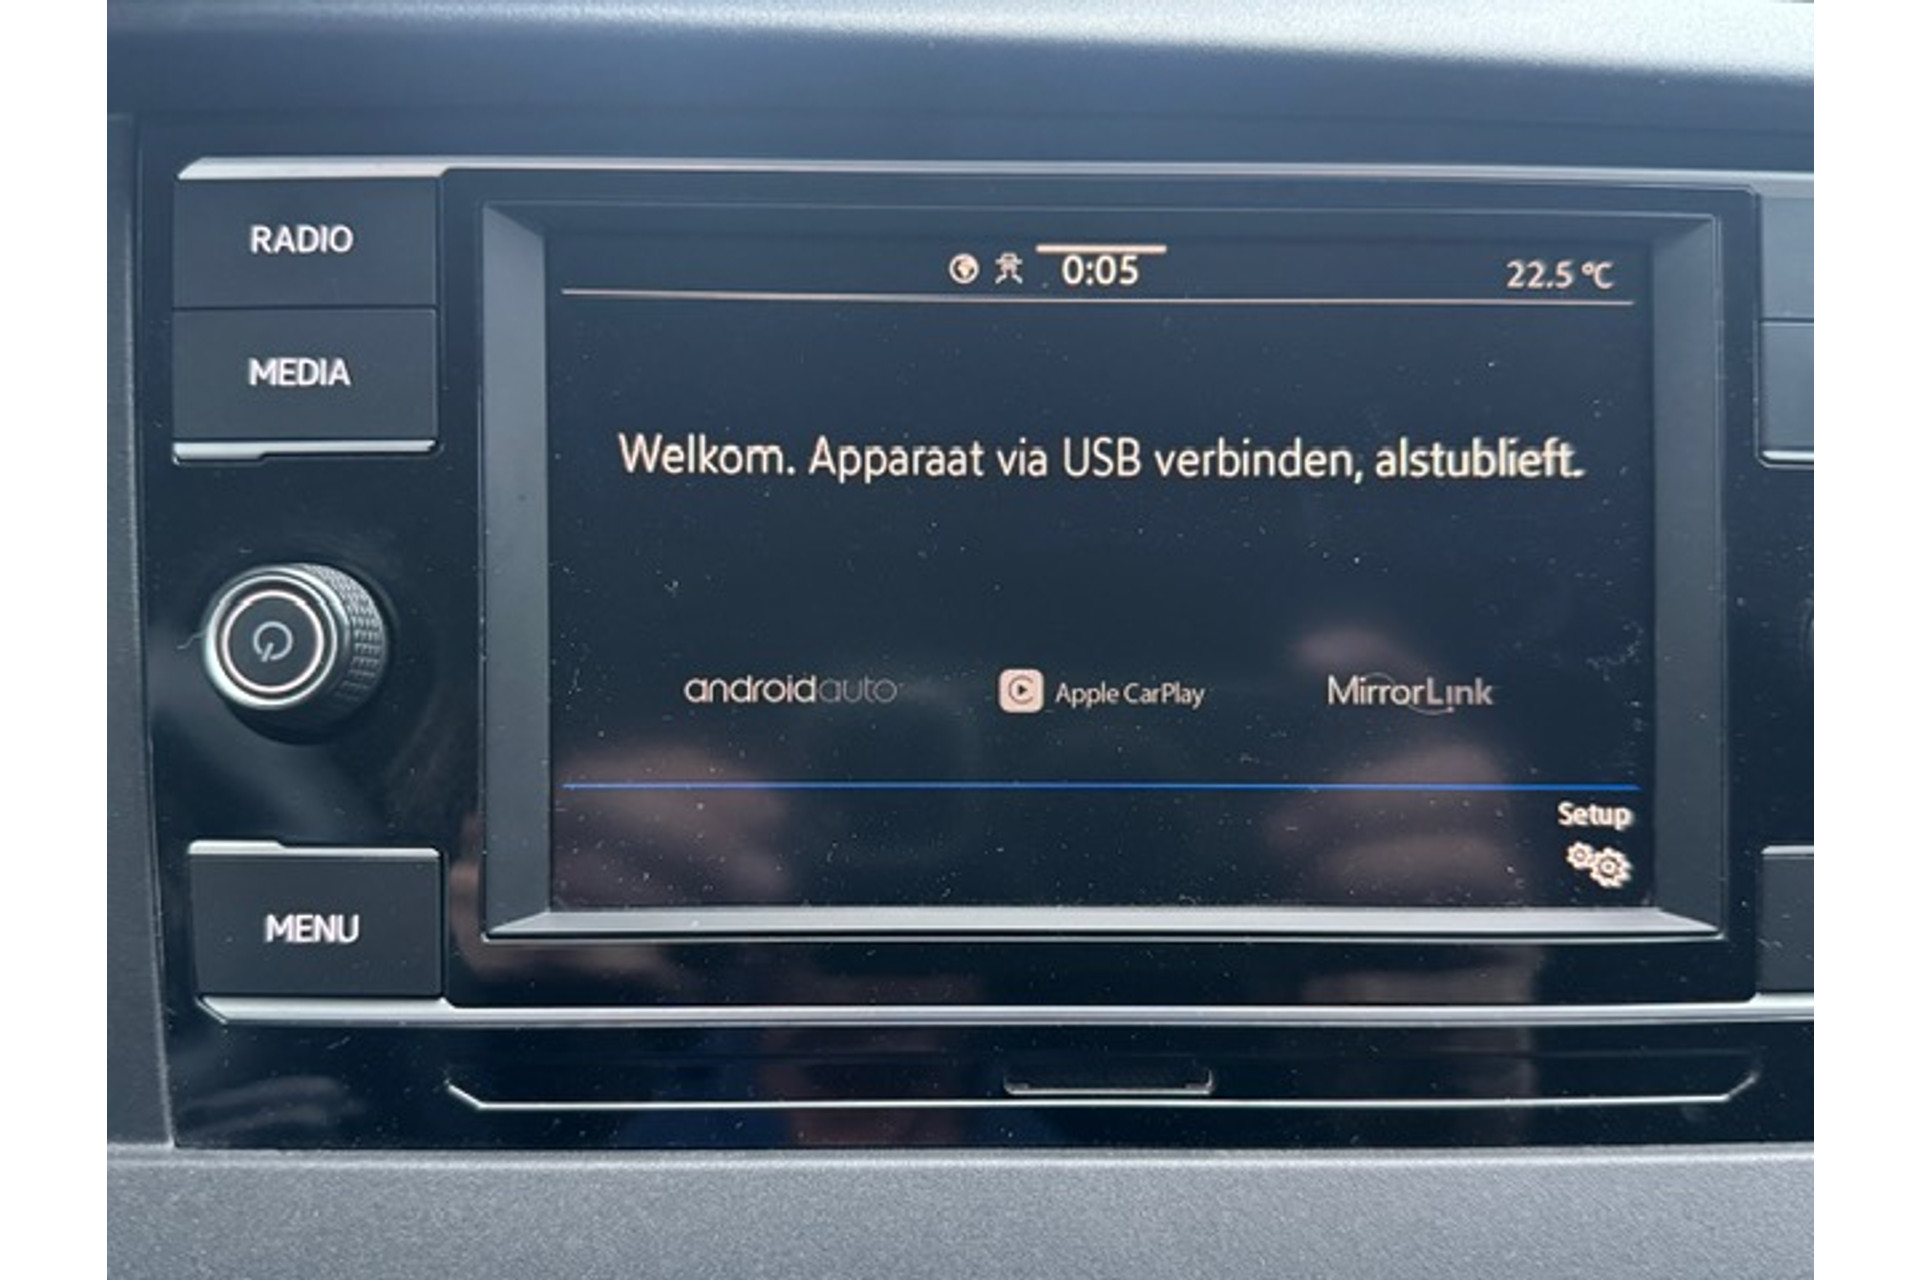 RADIO
MEDIA
MENU
0:05
22.5 °C
Welkom. Apparaat via USB verbinden, alstublieft.
androidauto
Apple CarPlay
MirrorLink
Setup